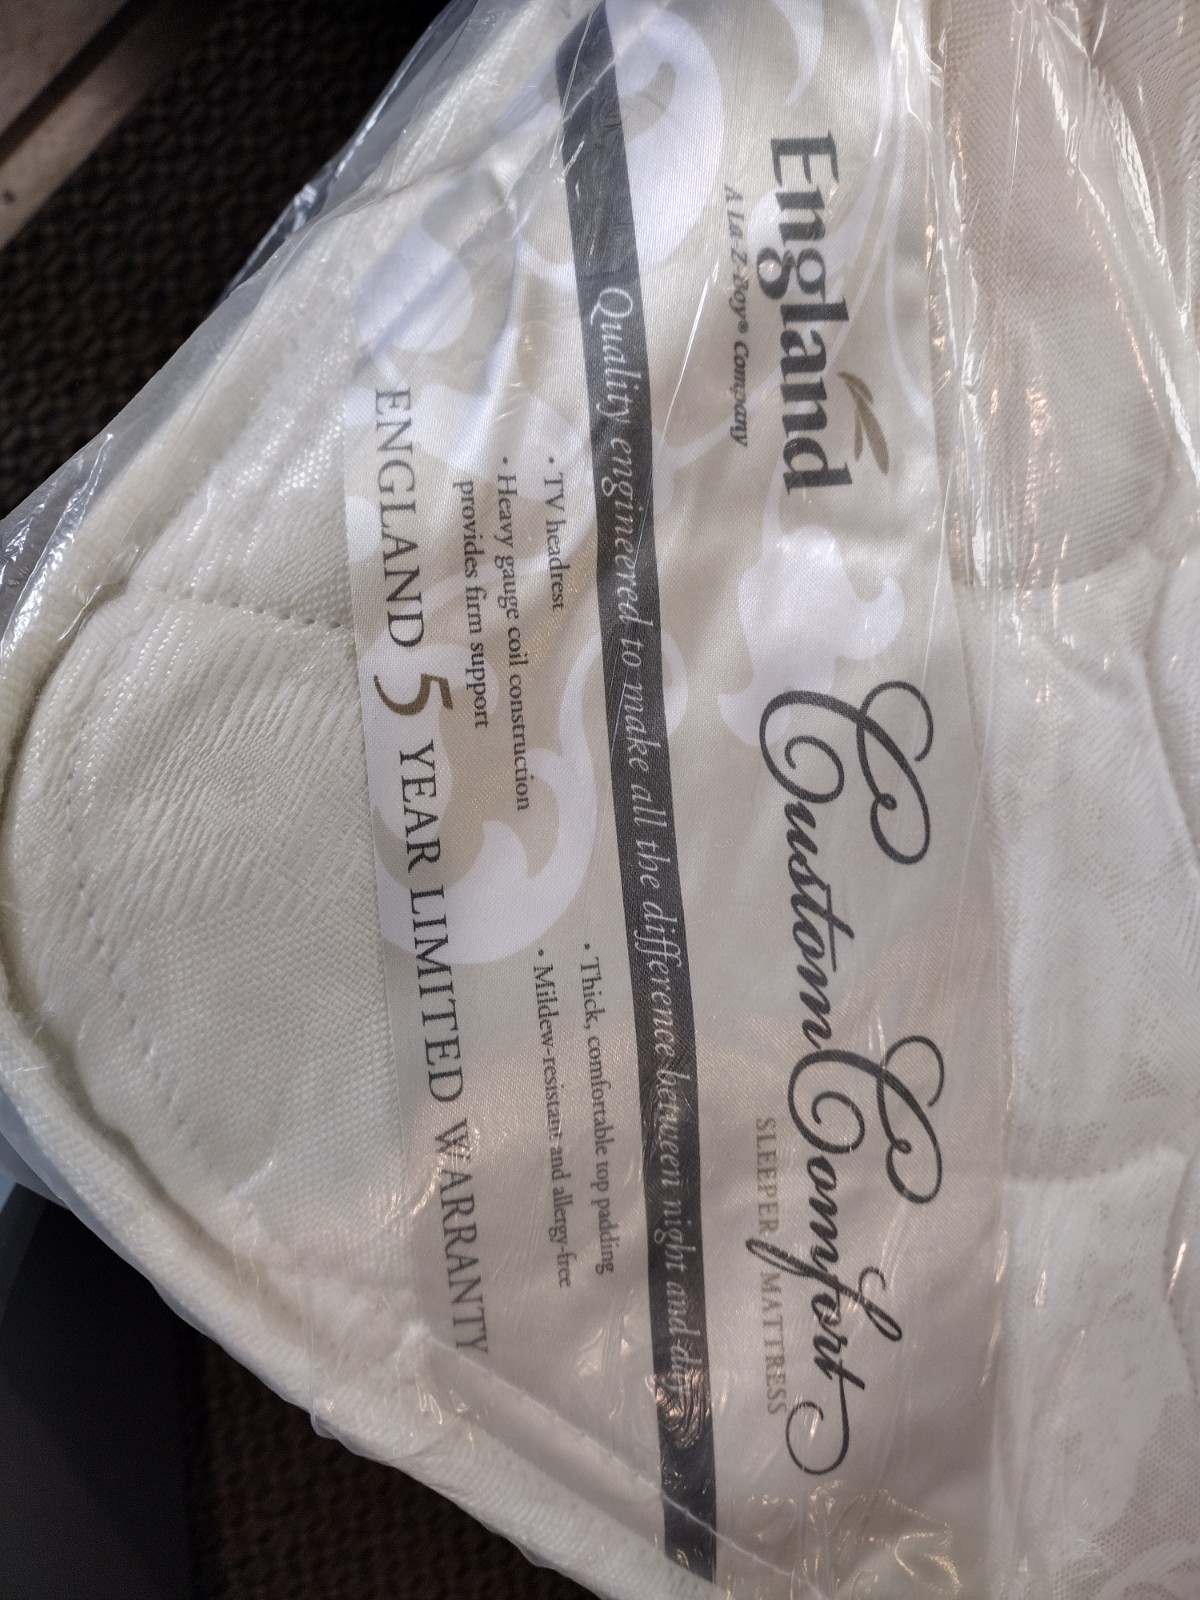 England
A La-Z-Boy® Company
Custom Comfort
SLEEPER MATTRESS
Quality engineered to make all the difference between night and day
• TV headrest
• Heavy gauge coil construction
provides firm support
• Thick, comfortable top padding
• Mildew-resistant and allergy-free
ENGLAND 5 YEAR LIMITED WARRANTY